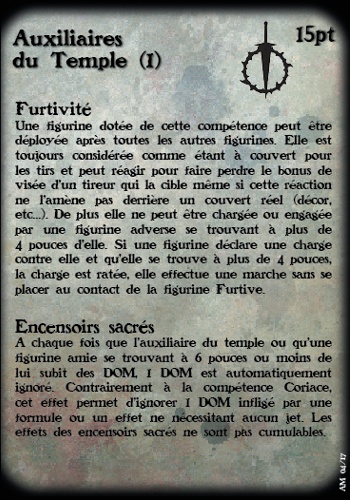 Auxiliaires
du Temple (1)
15pt
Furtivité
Une figurine dotée de cette compétence peut être
déployée après toutes les autres figurines. Elle est
toujours considérée comme étant à couvert pour
les tirs et peut réagir pour faire perdre le bonus de
visée d'un tireur qui la cible même si cette réaction
ne l'amène pas derrière un couvert réel (décor,
etc...). De plus elle ne peut être chargée ou engagée
par une figurine adverse se trouvant à plus de
4 pouces d'elle. Si une figurine déclare une charge
contre elle et qu'elle se trouve à plus de 4 pouces,
la charge est ratée, elle effectue une marche sans se
placer au contact de la figurine Furtive.
Encensoirs sacrés
A chaque fois que l'auxiliaire du temple ou qu'une
figurine amie se trouvant à 6 pouces ou moins de
lui subit des DOM, 1 DOM est automatiquement
ignoré. Contrairement à la compétence Coriace,
cet effet permet d'ignorer 1 DOM infligé par une
formule ou un effet ne nécessitant aucun jet. Les
effets des encensoirs sacrés ne sont pas cumulables.
AM 04/17